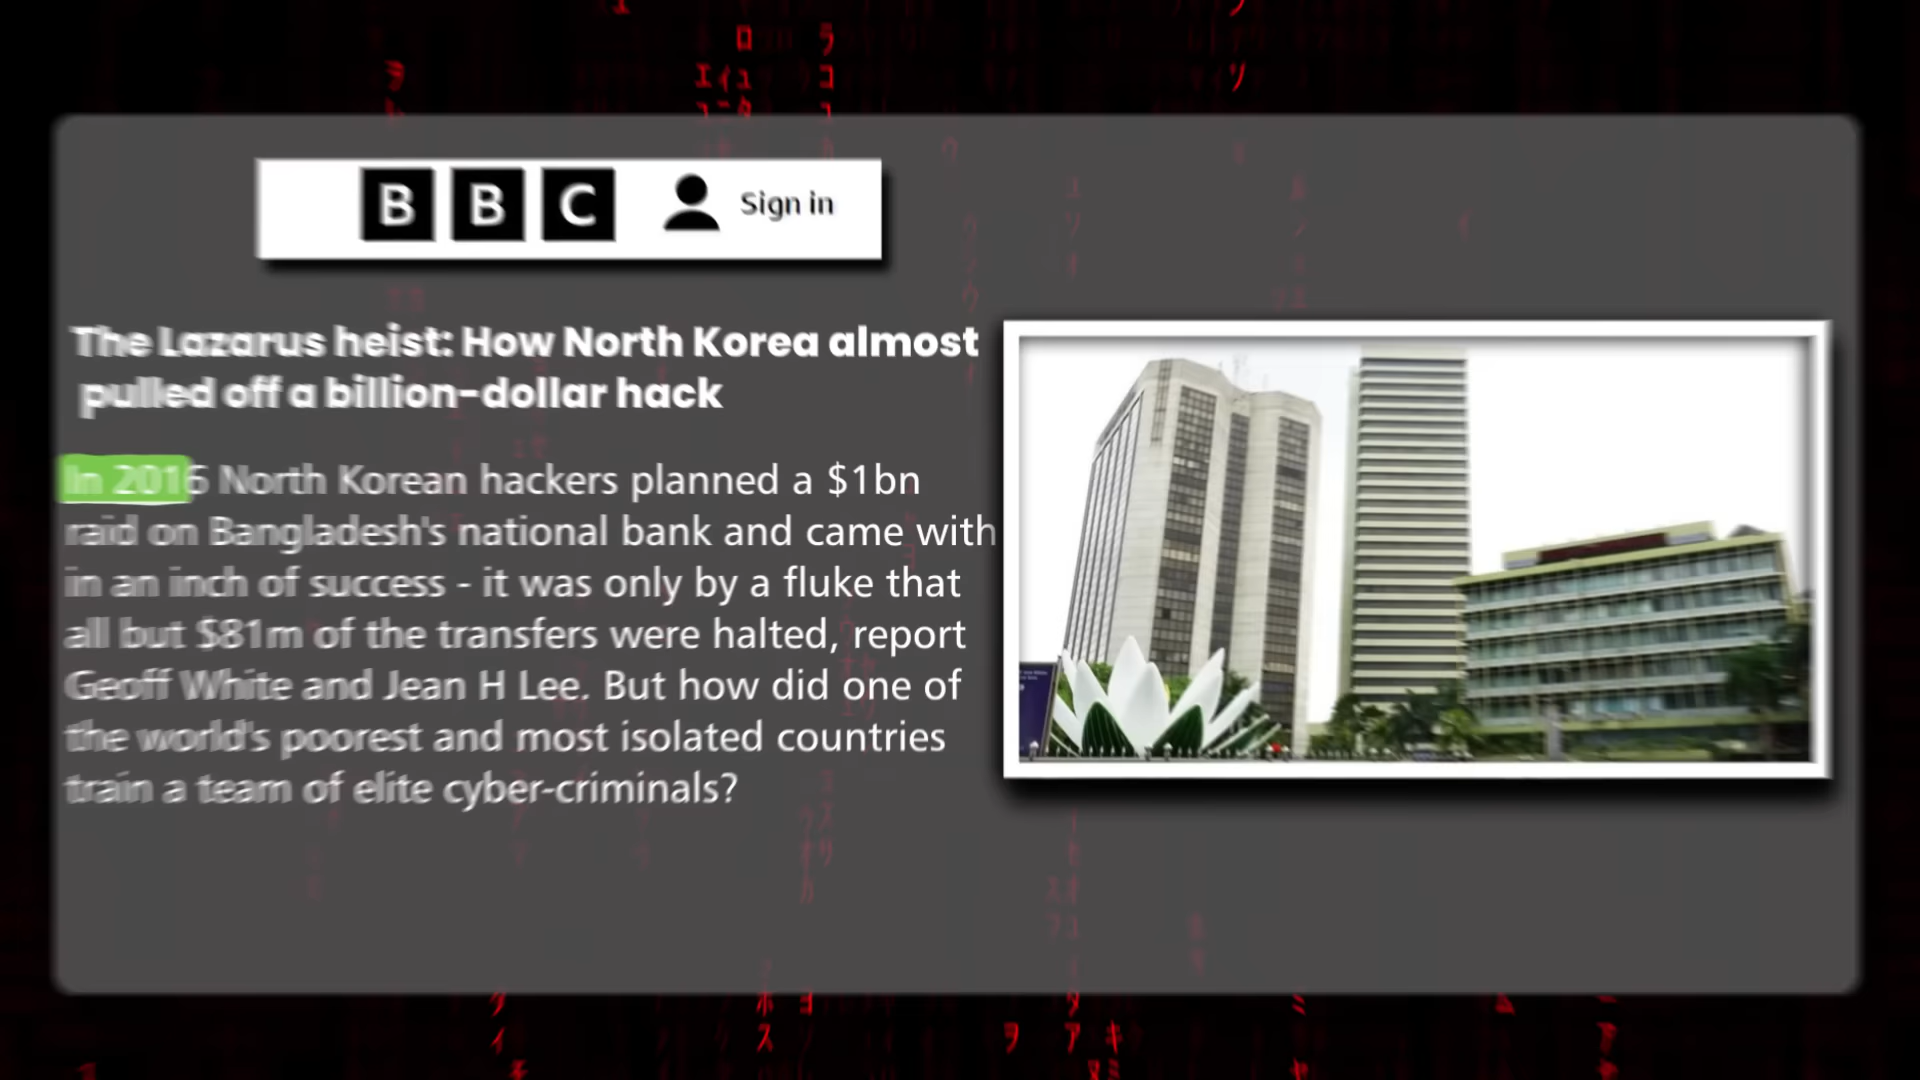 BBC Sign in
The Lazarus heist: How North Korea almost
pulled off a billion-dollar hack
In 2016 North Korean hackers planned a $1bn
raid on Bangladesh's national bank and came with
in an inch of success - it was only by a fluke that
all but $81m of the transfers were halted, report
Geoff White and Jean H Lee. But how did one of
the world's poorest and most isolated countries
train a team of elite cyber-criminals?